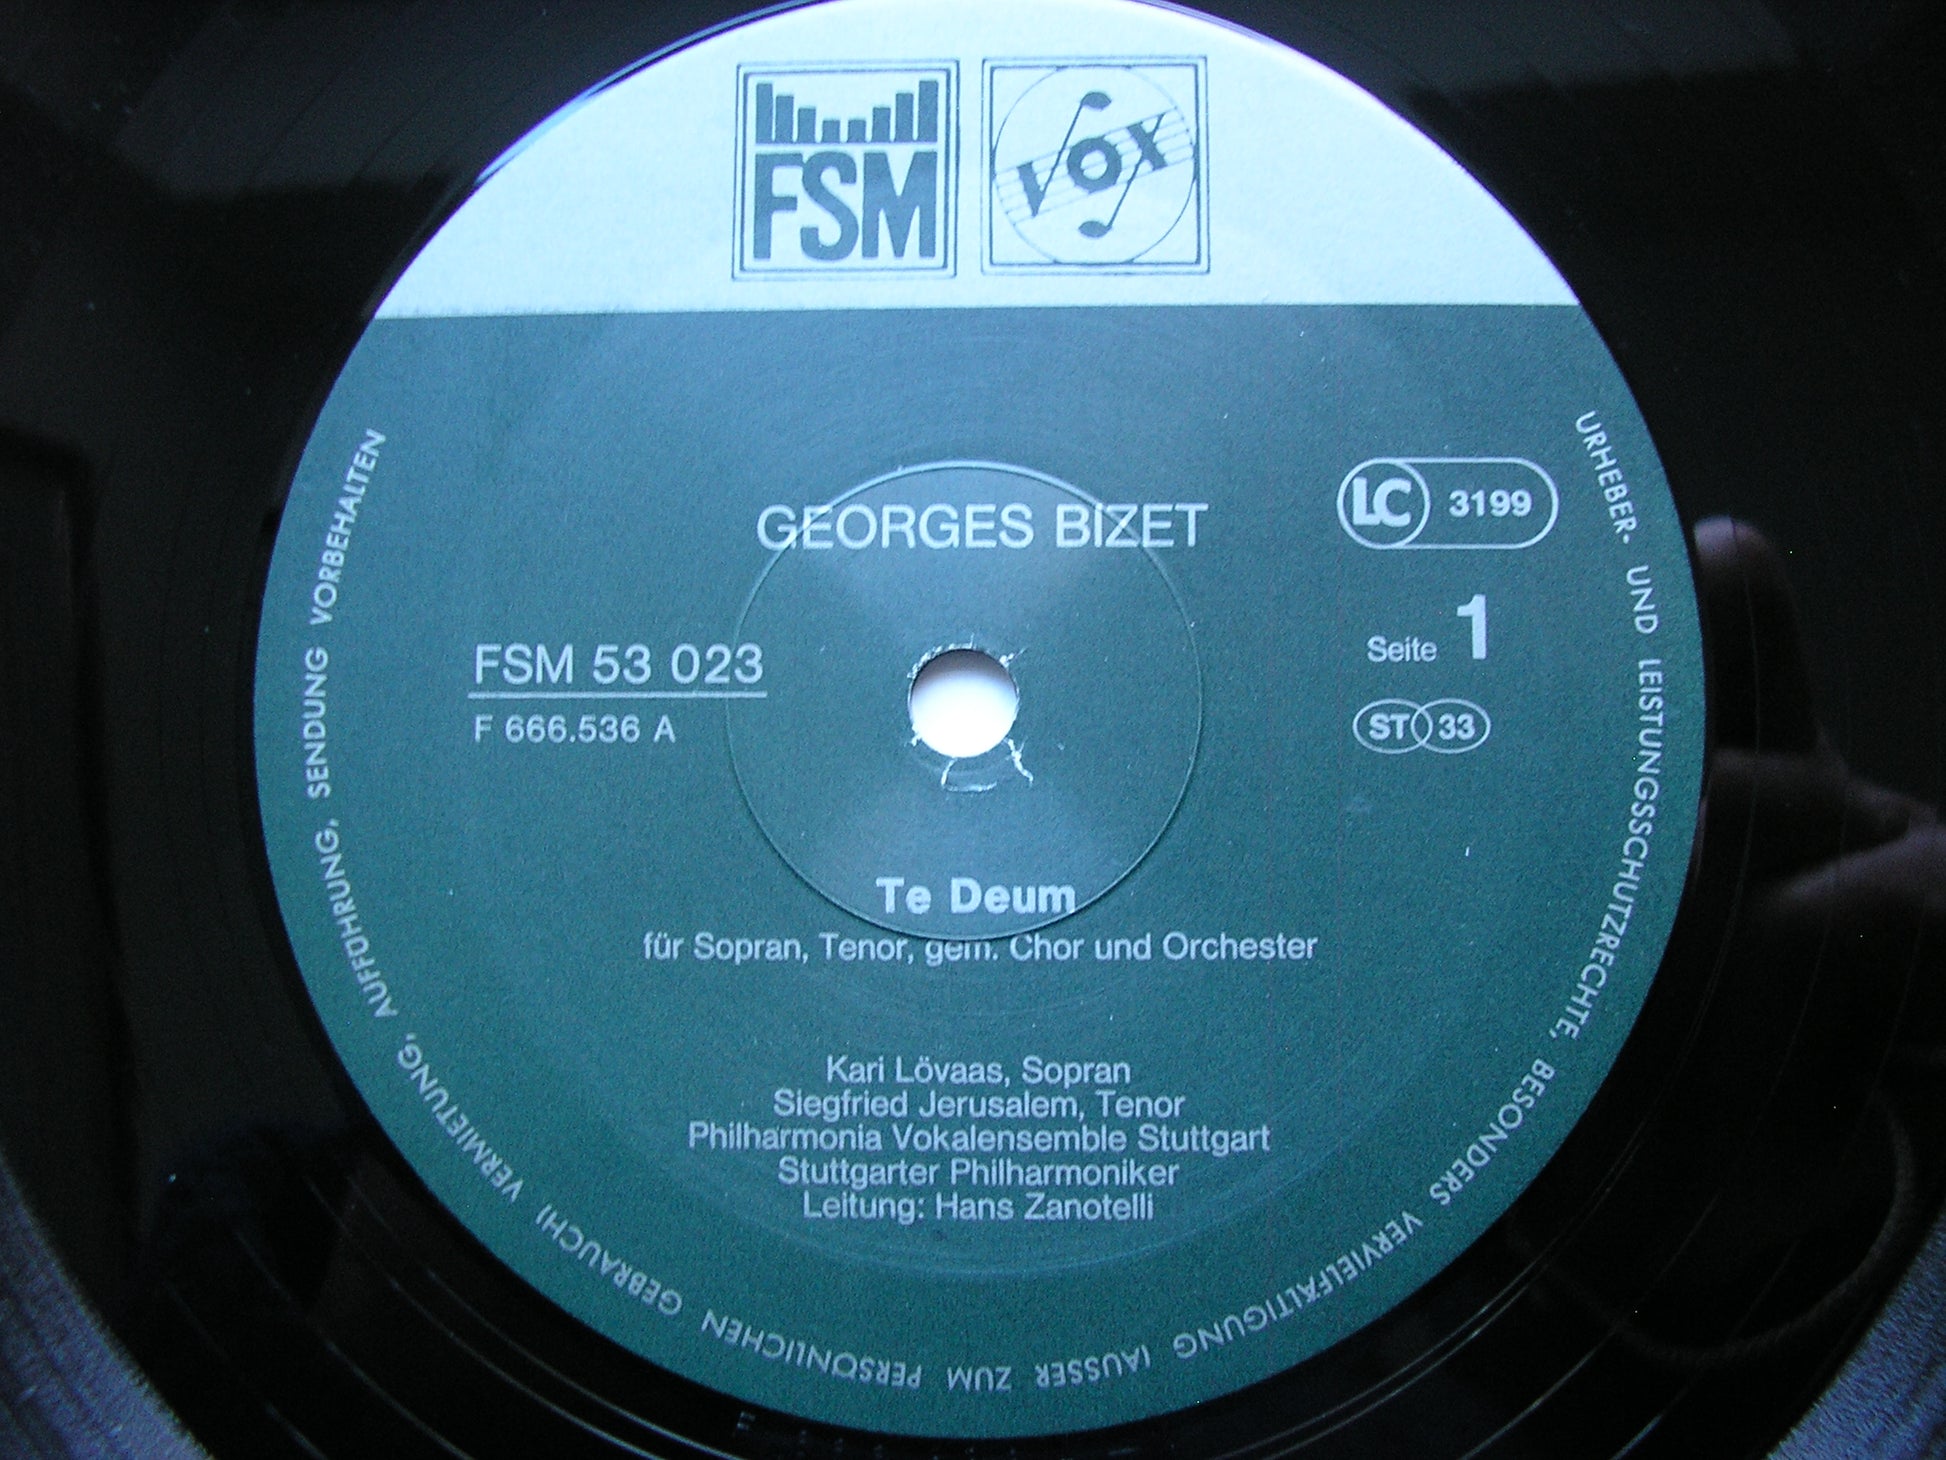 FSM
VOX
GEORGES BIZET
LC 3199
FSM 53 023
F 666.536 A
Seite 1
ST 33
Te Deum
für Sopran, Tenor, gem. Chor und Orchester
Kari Lövaas, Sopran
Siegfried Jerusalem, Tenor
Philharmonia Vokalensemble Stuttgart
Stuttgarter Philharmoniker
Leitung: Hans Zanotelli
URHEBER- UND LEISTUNGSSCHUTZRECHTE, BESONDERS VERVIELFÄLTIGUNG (AUSSER ZUM PERSÖNLICHEN GEBRAUCH) VERMIETUNG, AUFFÜHRUNG, SENDUNG VORBEHALTEN